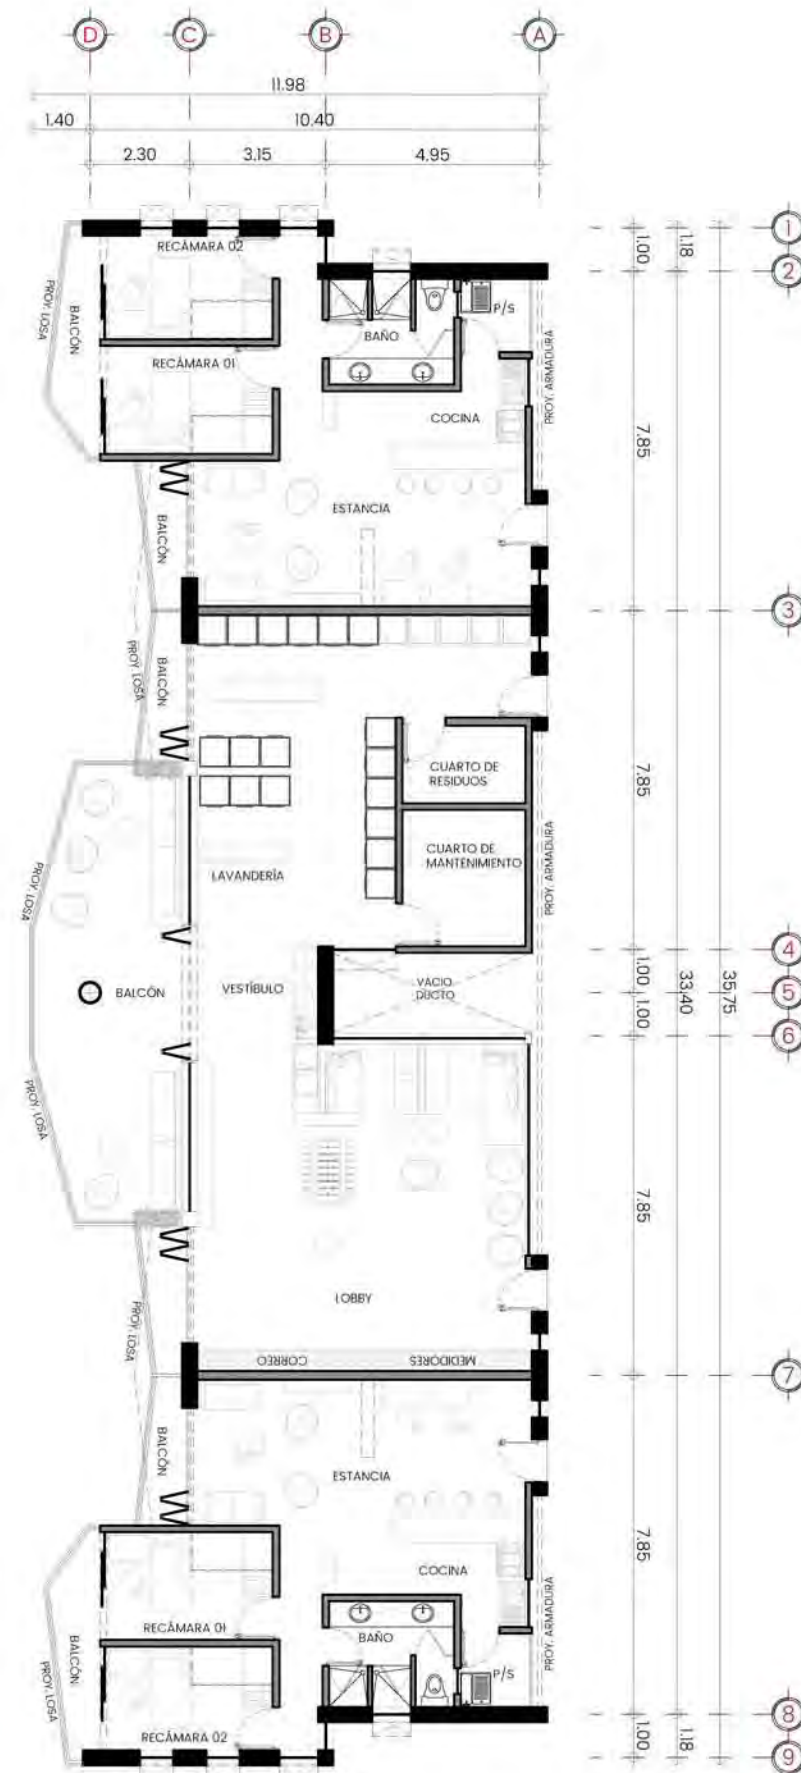 D
C
B
A
11.98
1.40
10.40
2.30
3.15
4.95
1
1.00
1.18
2
RECÁMARA 02
PROY. LOSA
BALCÓN
RECÁMARA 01
BAÑO
P/S
PROY. ARMADURA
COCINA
7.85
ESTANCIA
BALCÓN
3
PROY. LOSA
BALCÓN
CUARTO DE
RESIDUOS
7.85
CUARTO DE
MANTENIMIENTO
PROY. ARMADURA
LAVANDERÍA
PROY. LOSA
4
1.00
VACIO
DUCTO
VESTÍBULO
BALCÓN
5
33.40
35.75
1.00
6
PROY. LOSA
7.85
LOBBY
PROY. LOSA
CORREO
MEDIDORES
7
BALCÓN
ESTANCIA
7.85
COCINA
RECÁMARA 01
BAÑO
PROY. ARMADURA
BALCÓN
PROY. LOSA
P/S
RECÁMARA 02
8
1.00
1.18
9